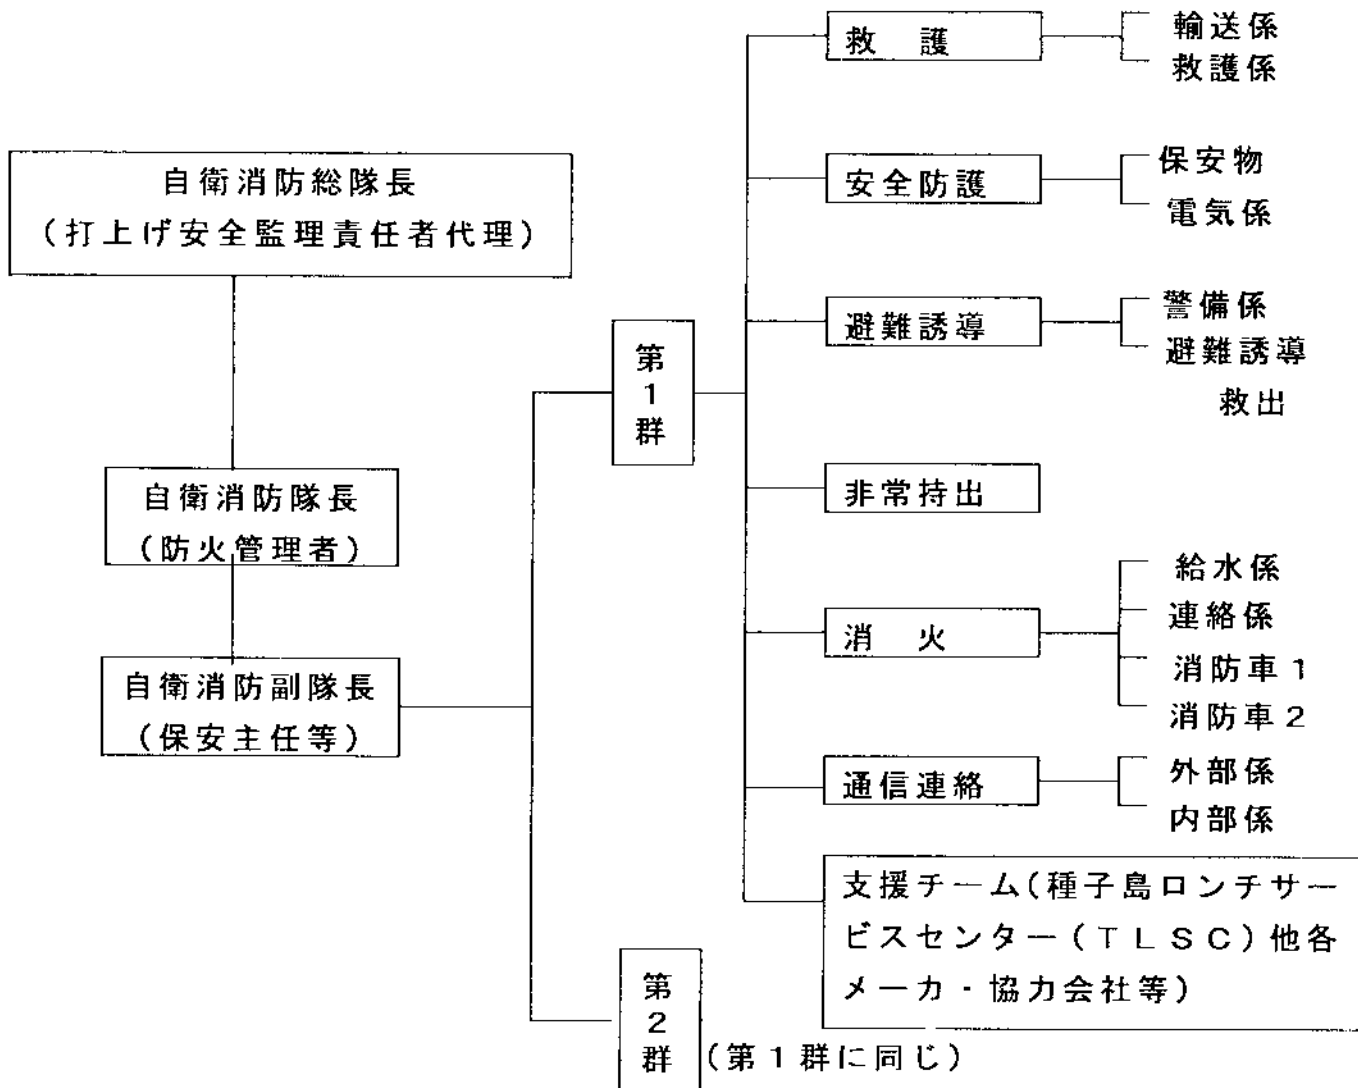 自衛消防総隊長
(打上げ安全監理責任者代理)
自衛消防隊長
(防火管理者)
自衛消防副隊長
(保安主任等)
第1群
救 護
輸送係
救護係
安全防護
保安物
電気係
避難誘導
警備係
避難誘導
救出
非常持出
消 火
給水係
連絡係
消防車1
消防車2
通信連絡
外部係
内部係
支援チーム(種子島ロンチサー
ビスセンター(TLSC)他各
メーカ・協力会社等)
第2群
(第1群に同じ)